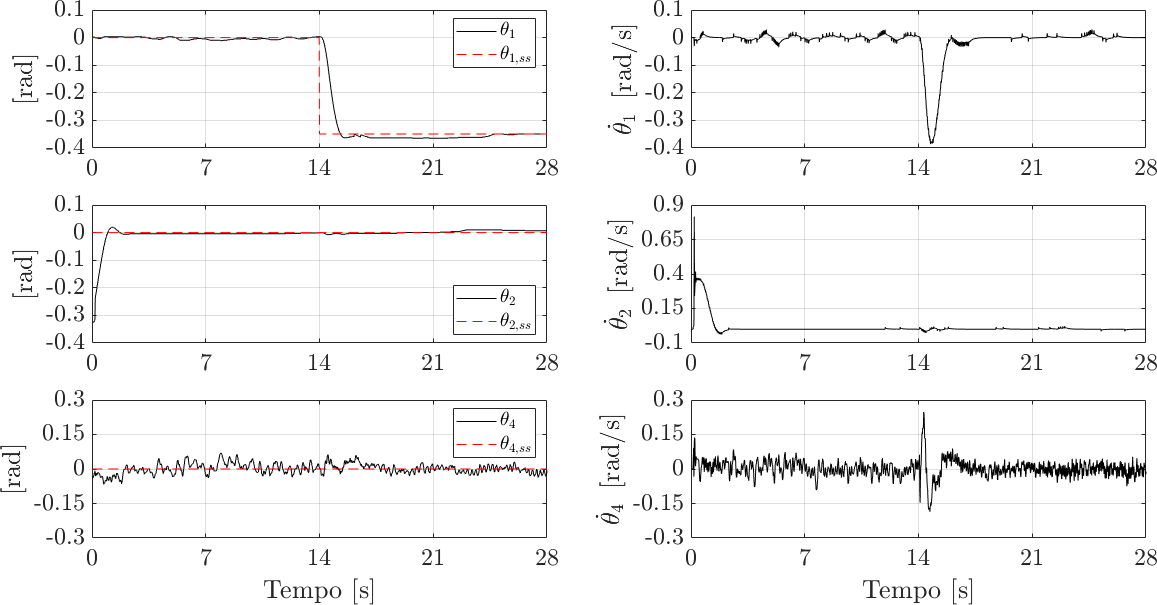 0.1
0
-0.1
-0.2
-0.3
-0.4
[rad]
0 7 14 21 28
θ1
θ1,ss
0.1
0
-0.1
-0.2
-0.3
-0.4
θ̇1 [rad/s]
0 7 14 21 28
0.1
0
-0.1
-0.2
-0.3
-0.4
[rad]
0 7 14 21 28
θ2
θ2,ss
0.9
0.65
0.4
0.15
-0.1
θ̇2 [rad/s]
0 7 14 21 28
0.3
0.15
0
-0.15
-0.3
[rad]
0 7 14 21 28
θ4
θ4,ss
Tempo [s]
0.3
0.15
0
-0.15
-0.3
θ̇4 [rad/s]
0 7 14 21 28
Tempo [s]